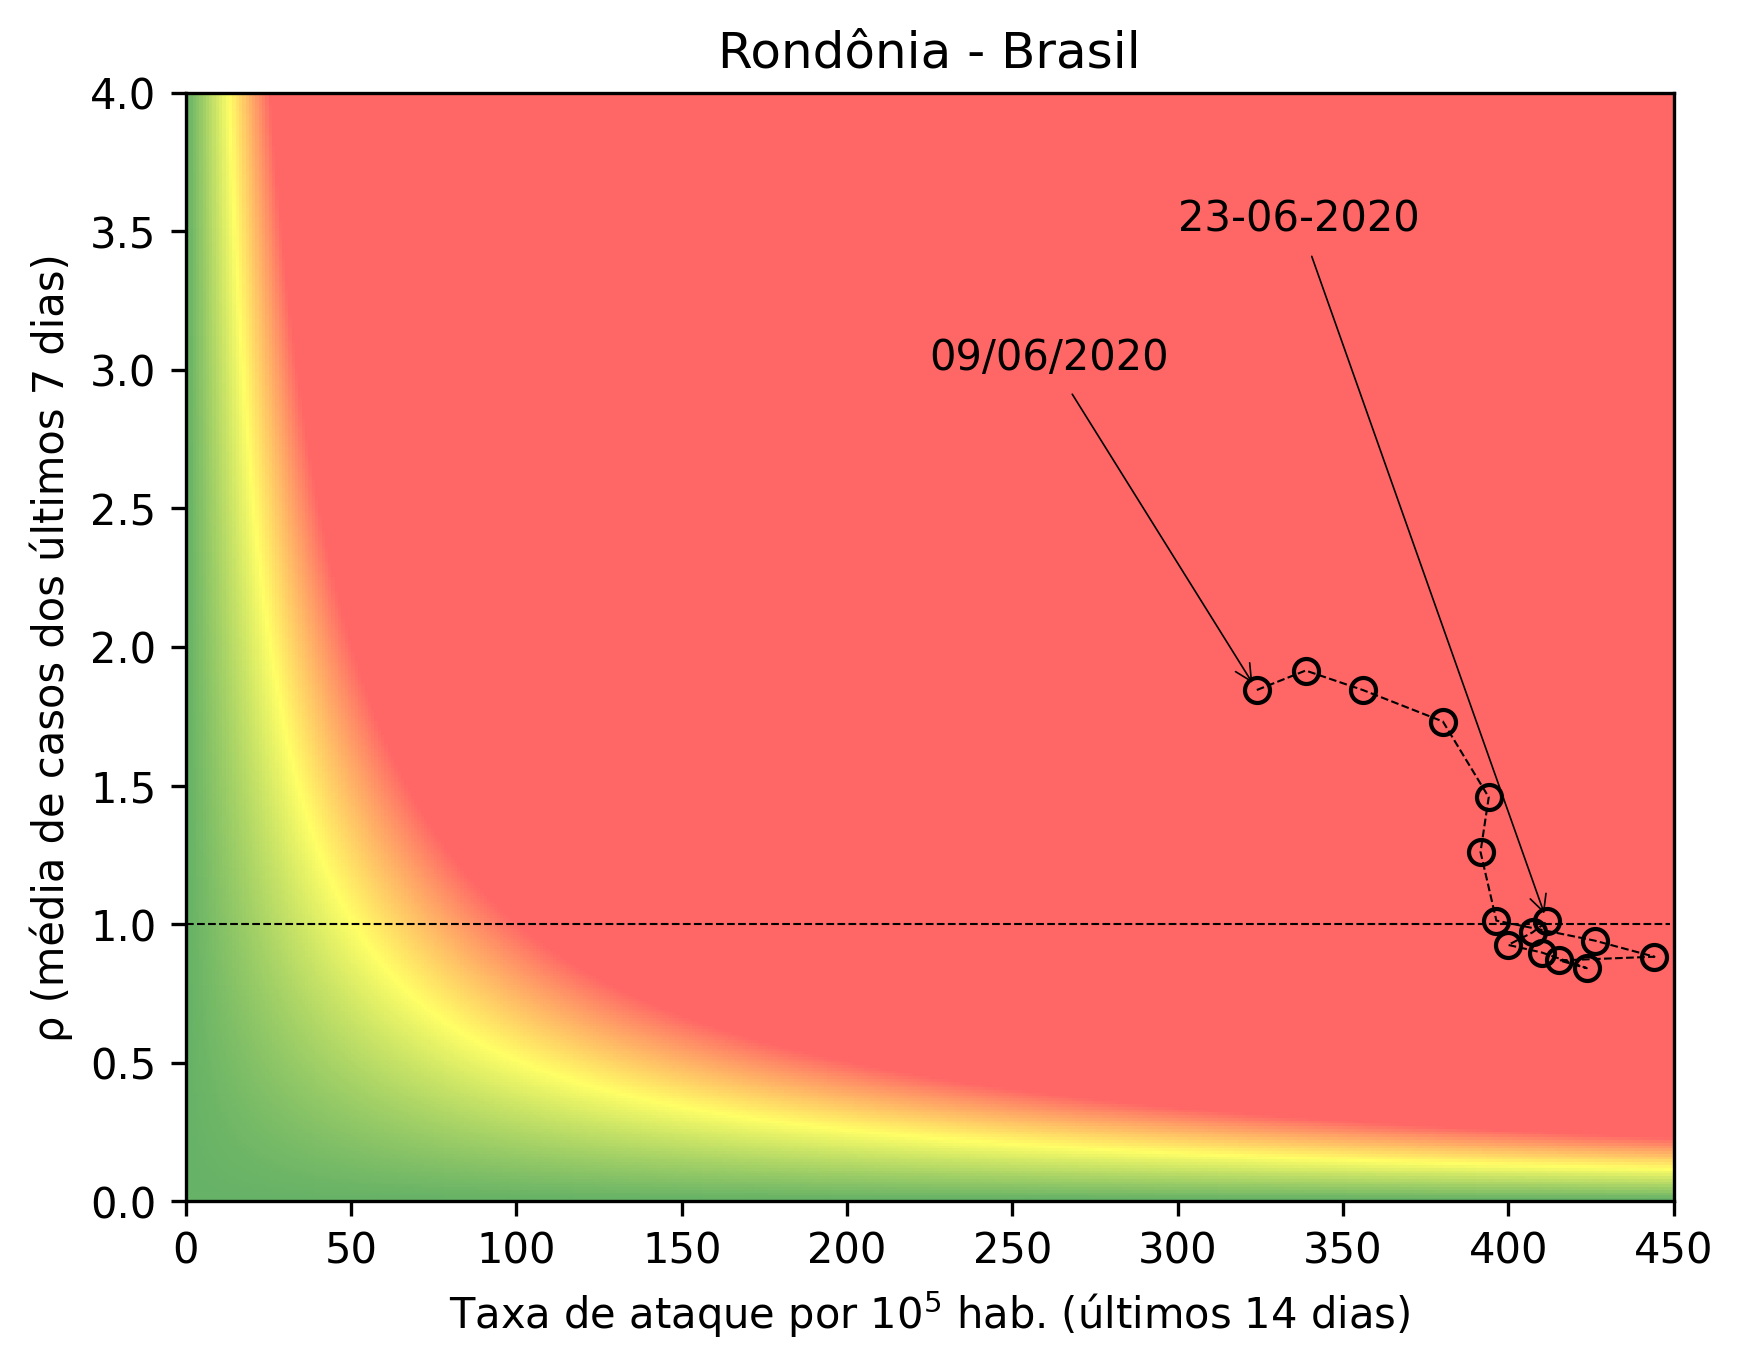 Rondônia - Brasil
4.0
3.5
3.0
2.5
2.0
1.5
1.0
0.5
0.0
ρ (média de casos dos últimos 7 dias)
23-06-2020
09/06/2020
0 50 100 150 200 250 300 350 400 450
Taxa de ataque por 10⁵ hab. (últimos 14 dias)